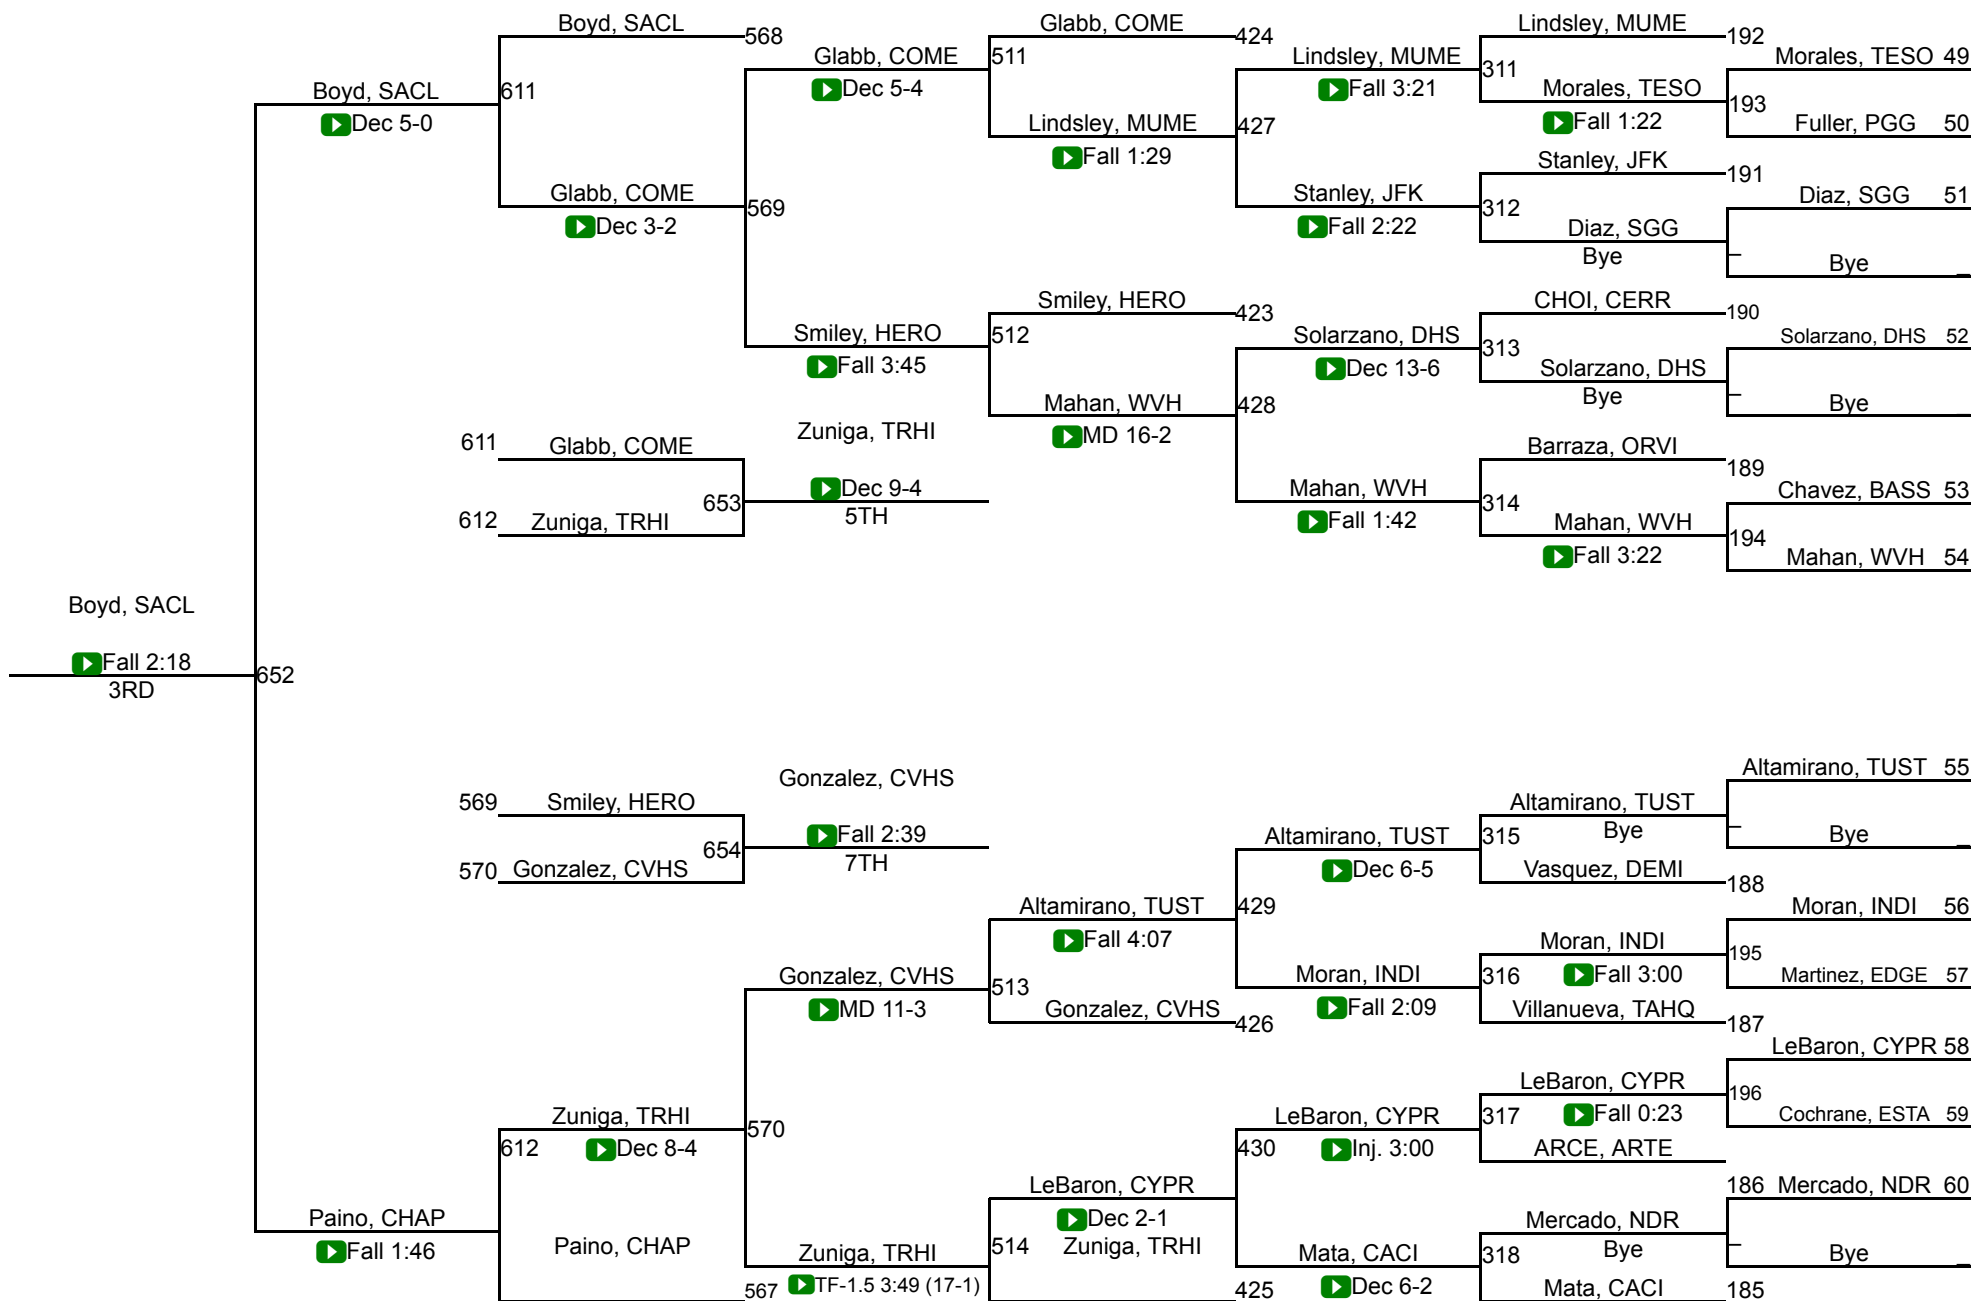 Boyd, SACL
568
Glabb, COME
424
Lindsley, MUME
192
Glabb, COME
511
Lindsley, MUME
311
Morales, TESO 49
Boyd, SACL
611
Dec 5-4
Fall 3:21
Morales, TESO
193
Dec 5-0
Lindsley, MUME
427
Fall 1:22
Fuller, PGG 50
Fall 1:29
Stanley, JFK
191
Glabb, COME
569
Stanley, JFK
312
Diaz, SGG 51
Dec 3-2
Fall 2:22
Diaz, SGG
Bye
_
Bye _
Smiley, HERO
423
CHOI, CERR
190
Smiley, HERO
512
Solarzano, DHS
313
Solarzano, DHS 52
Fall 3:45
Dec 13-6
Solarzano, DHS
Bye
_
Bye _
Mahan, WVH
428
MD 16-2
Zuniga, TRHI
611 Glabb, COME
Barraza, ORVI
189
653
Dec 9-4
5TH
Mahan, WVH
314
Chavez, BASS 53
612 Zuniga, TRHI
Fall 1:42
Mahan, WVH
194
Fall 3:22
Mahan, WVH 54
Boyd, SACL
Fall 2:18
3RD
652
Gonzalez, CVHS
Altamirano, TUST 55
569 Smiley, HERO
Altamirano, TUST
Bye
_
654
Fall 2:39
7TH
Altamirano, TUST
315
Bye _
570 Gonzalez, CVHS
Dec 6-5
Vasquez, DEMI
188
Altamirano, TUST
429
Moran, INDI 56
Fall 4:07
Moran, INDI
195
Gonzalez, CVHS
513
Moran, INDI
316
Fall 3:00
Martinez, EDGE 57
MD 11-3
Gonzalez, CVHS
426
Fall 2:09
Villanueva, TAHQ
187
LeBaron, CYPR 58
LeBaron, CYPR
196
Zuniga, TRHI
570
LeBaron, CYPR
317
Fall 0:23
Cochrane, ESTA 59
612
Dec 8-4
430
Inj. 3:00
ARCE, ARTE
186
LeBaron, CYPR
Mercado, NDR 60
Paino, CHAP
Dec 2-1
Mercado, NDR
Bye
_
Fall 1:46
Paino, CHAP
567
Zuniga, TRHI
514
Zuniga, TRHI
425
Mata, CACI
318
Bye _
TF-1.5 3:49 (17-1)
Dec 6-2
Mata, CACI
185